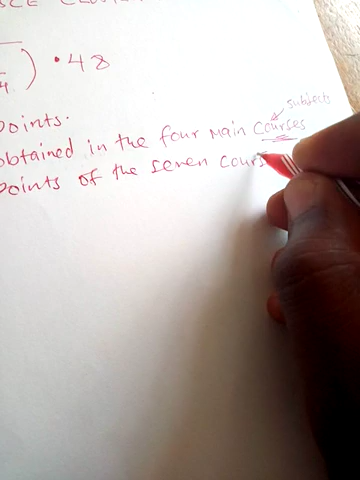 ) • 48
points.
subjects
obtained in the four main courses
points of the seven cours